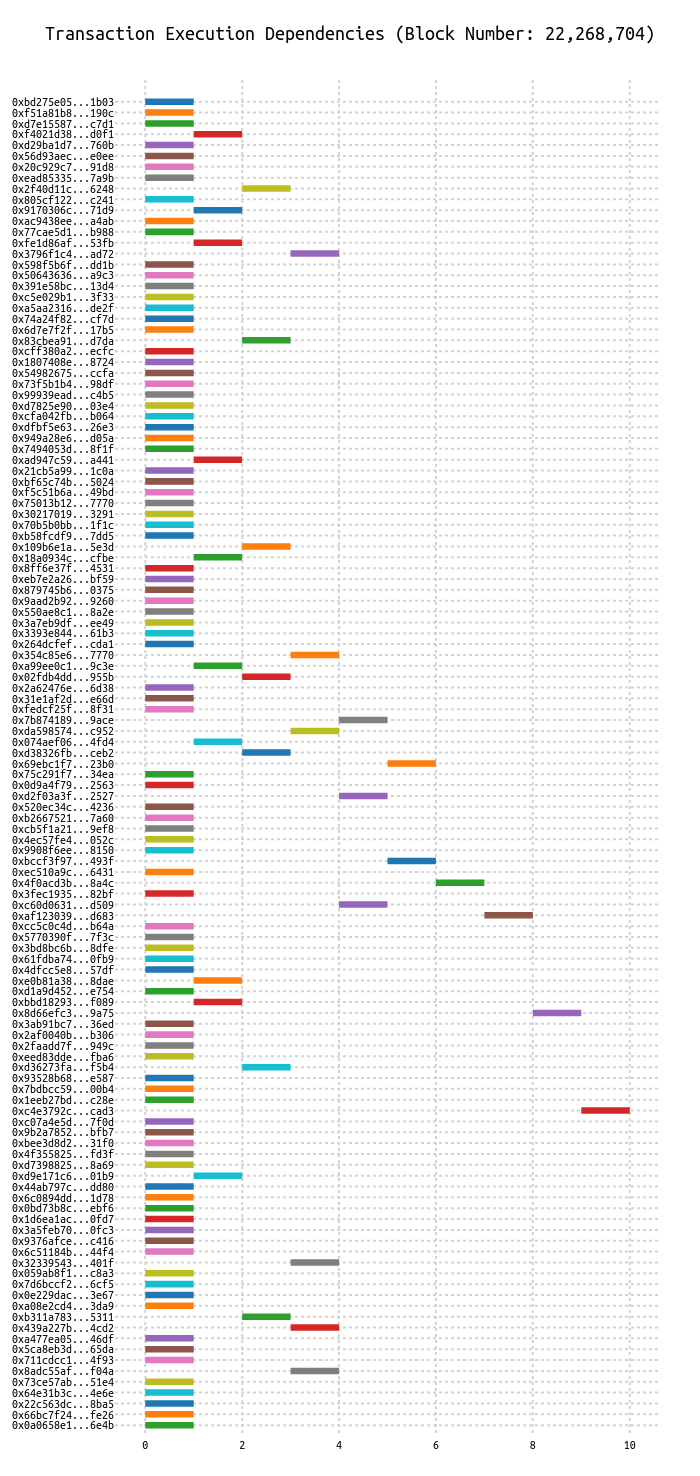 Transaction Execution Dependencies (Block Number: 22,268,704)
0xbd275e05...1b03
0xf51a81b8...190c
0xd7e15587...c7d1
0xf4021d38...d0f1
0xd29ba1d7...760b
0x56d93aec...e0ee
0x20c929c7...91d8
0xead85335...7a9b
0x2f40d11c...6248
0x805cf122...c241
0x9170306c...71d9
0xac9438ee...a4ab
0x77cae5d1...b988
0xfe1d86af...53fb
0x3796f1c4...ad72
0x598f5b6f...dd1b
0x50643636...a9c3
0x391e58bc...13d4
0xc5e029b1...3f33
0xa5aa2316...de2f
0x74a24f82...cf7d
0x6d7e7f2f...17b5
0x83cbea91...d7da
0xcff380a2...ecfc
0x1807408e...8724
0x54982675...ccfa
0x73f5b1b4...98df
0x99939ead...c4b5
0xd7825e90...03e4
0xcfa042fb...b064
0xdfbf5e63...26e3
0x949a28e6...d05a
0x7494053d...8f1f
0xad947c59...a441
0x21cb5a99...1c0a
0xbf65c74b...5024
0xf5c51b6a...49bd
0x75013b12...7770
0x30217019...3291
0x70b5b0bb...1f1c
0xb58fcdf9...7dd5
0x109b6e1a...5e3d
0x18a0934c...cfbe
0x8ff6e37f...4531
0xeb7e2a26...bf59
0x879745b6...0375
0x9aad2b92...9260
0x550ae8c1...8a2e
0x3a7eb9df...ee49
0x3393e844...61b3
0x264dcfef...cda1
0x354c85e6...7770
0xa99ee0c1...9c3e
0x02fdb4dd...955b
0x2a62476e...6d38
0x31e1af2d...e66d
0xfedcf25f...8f31
0x7b874189...9ace
0xda598574...c952
0x074aef06...4fd4
0xd38326fb...ceb2
0x69ebc1f7...23b0
0x75c291f7...34ea
0x0d9a4f79...2563
0xd2f03a3f...2527
0x520ec34c...4236
0xb2667521...7a60
0xcb5f1a21...9ef8
0x4ec57fe4...052c
0x9908f6ee...8150
0xbccf3f97...493f
0xec510a9c...6431
0x4f0acd3b...8a4c
0x3fec1935...82bf
0xc60d0631...d509
0xaf123039...d683
0xcc5c0c4d...b64a
0x5770390f...7f3c
0x3bd8bc6b...8dfe
0x61fdba74...0fb9
0x4dfcc5e8...57df
0xe0b81a38...8dae
0xd1a9d452...e754
0xbbd18293...f089
0x8d66efc3...9a75
0x3ab91bc7...36ed
0x2af0040b...b306
0x2faadd7f...949c
0xeed83dde...fba6
0xd36273fa...f5b4
0x93528b68...e587
0x7bdbcc59...00b4
0x1eeb27bd...c28e
0xc4e3792c...cad3
0xc07a4e5d...7f0d
0x9b2a7852...bfb7
0xbee3d8d2...31f0
0x4f355825...fd3f
0xd7398825...8a69
0xd9e171c6...01b9
0x44ab797c...dd80
0x6c0894dd...1d78
0x0bd73b8c...ebf6
0x1d6ea1ac...0fd7
0x3a5feb70...0fc3
0x9376afce...c416
0x6c51184b...44f4
0x32339543...401f
0x059ab8f1...c8a3
0x7d6bccf2...6cf5
0x0e229dac...3e67
0xa08e2cd4...3da9
0xb311a783...5311
0x439a227b...4cd2
0xa477ea05...46df
0x5ca8eb3d...65da
0x711cdcc1...4f93
0x8adc55af...f04a
0x73ce57ab...51e4
0x64e31b3c...4e6e
0x22c563dc...8ba5
0x66bc7f24...fe26
0x0a0658e1...6e4b
0 2 4 6 8 10